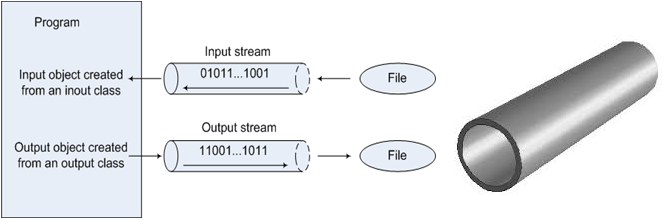 Program
Input stream
Input object created
from an inout class
01011...1001
File
Output stream
Output object created
from an output class
11001...1011
File